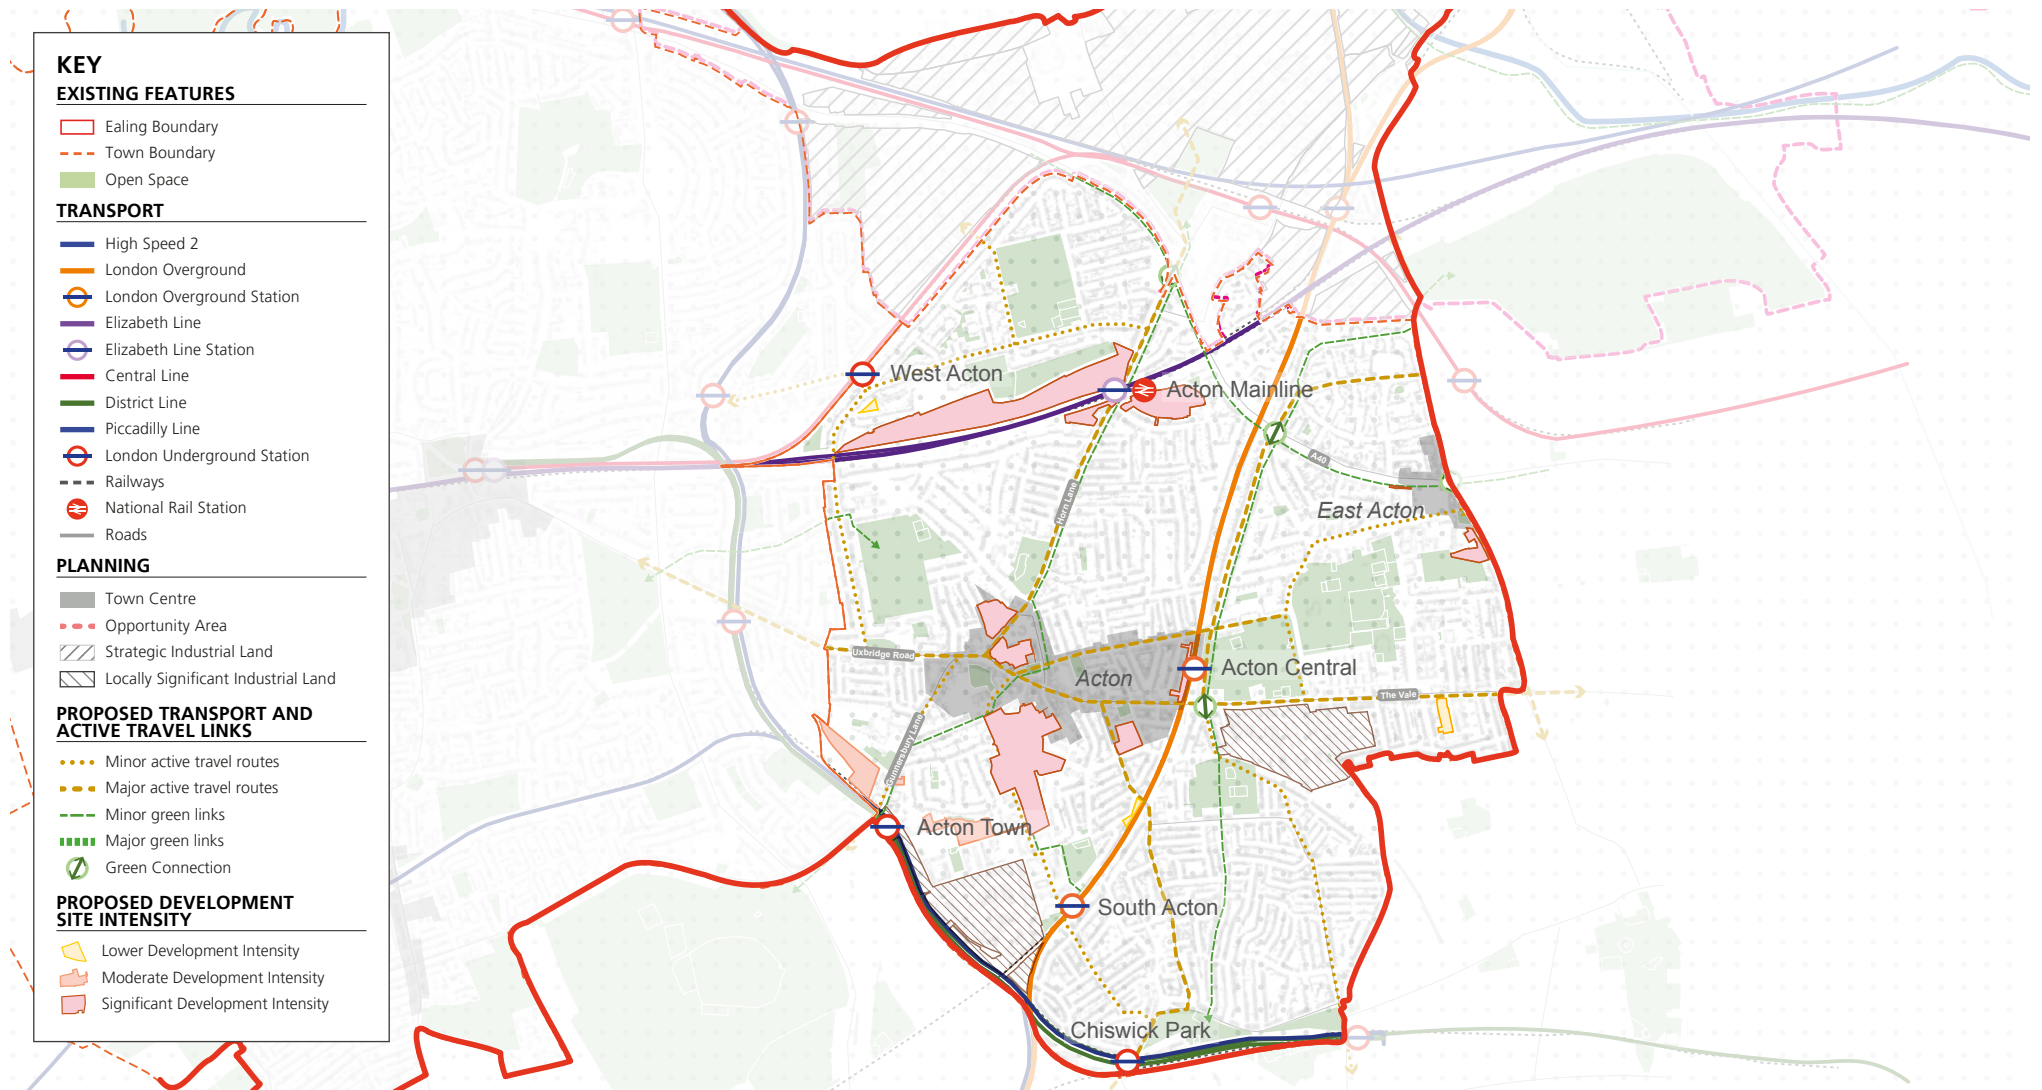 KEY
EXISTING FEATURES
Ealing Boundary
Town Boundary
Open Space
TRANSPORT
High Speed 2
London Overground
London Overground Station
Elizabeth Line
Elizabeth Line Station
Central Line
District Line
Piccadilly Line
London Underground Station
Railways
National Rail Station
Roads
PLANNING
Town Centre
Opportunity Area
Strategic Industrial Land
Locally Significant Industrial Land
PROPOSED TRANSPORT AND
ACTIVE TRAVEL LINKS
Minor active travel routes
Major active travel routes
Minor green links
Major green links
Green Connection
PROPOSED DEVELOPMENT
SITE INTENSITY
Lower Development Intensity
Moderate Development Intensity
Significant Development Intensity
West Acton
Acton Mainline
A40
Horn Lane
East Acton
Uxbridge Road
Acton
Acton Central
The Vale
Gunnersbury Lane
Acton Town
South Acton
Chiswick Park